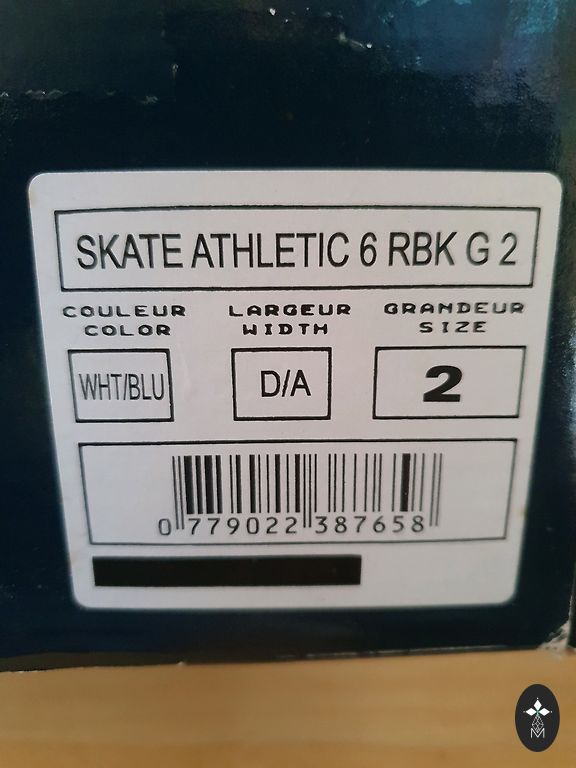 SKATE ATHLETIC 6 RBK G 2
COULEUR LARGEUR GRANDEUR
COLOR WIDTH SIZE
WHT/BLU D/A 2
0 779022 387658
M